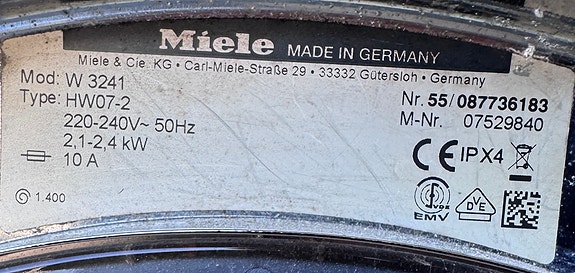 Miele MADE IN GERMANY
Miele & Cie. KG • Carl-Miele-Straße 29 • 33332 Gütersloh • Germany
Mod: W 3241
Type: HW07-2
220-240V~ 50Hz
2,1-2,4 kW
10 A
1.400
Nr. 55/087736183
M-Nr. 07529840
CE IPX4
VDE
EMV
DVE